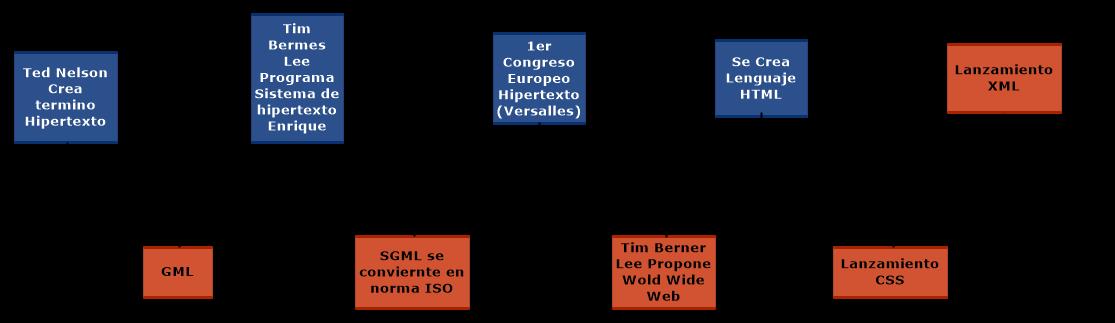 Ted Nelson
Crea
termino
Hipertexto
Tim
Bermes
Lee
Programa
Sistema de
hipertexto
Enrique
1er
Congreso
Europeo
Hipertexto
(Versalles)
Se Crea
Lenguaje
HTML
Lanzamiento
XML
GML
SGML se
conviernte en
norma ISO
Tim Berner
Lee Propone
Wold Wide
Web
Lanzamiento
CSS